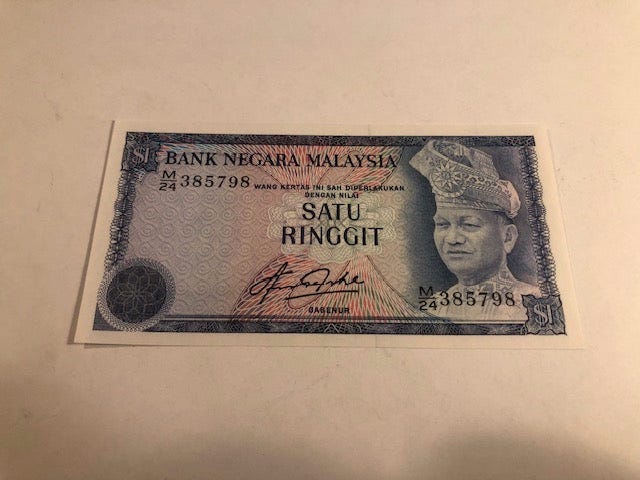 $1 BANK NEGARA MALAYSIA
M/24 385798 WANG KERTAS INI SAH DIPERLAKUKAN
DENGAN NILAI
SATU
RINGGIT
GABENUR
M/24 385798
$1